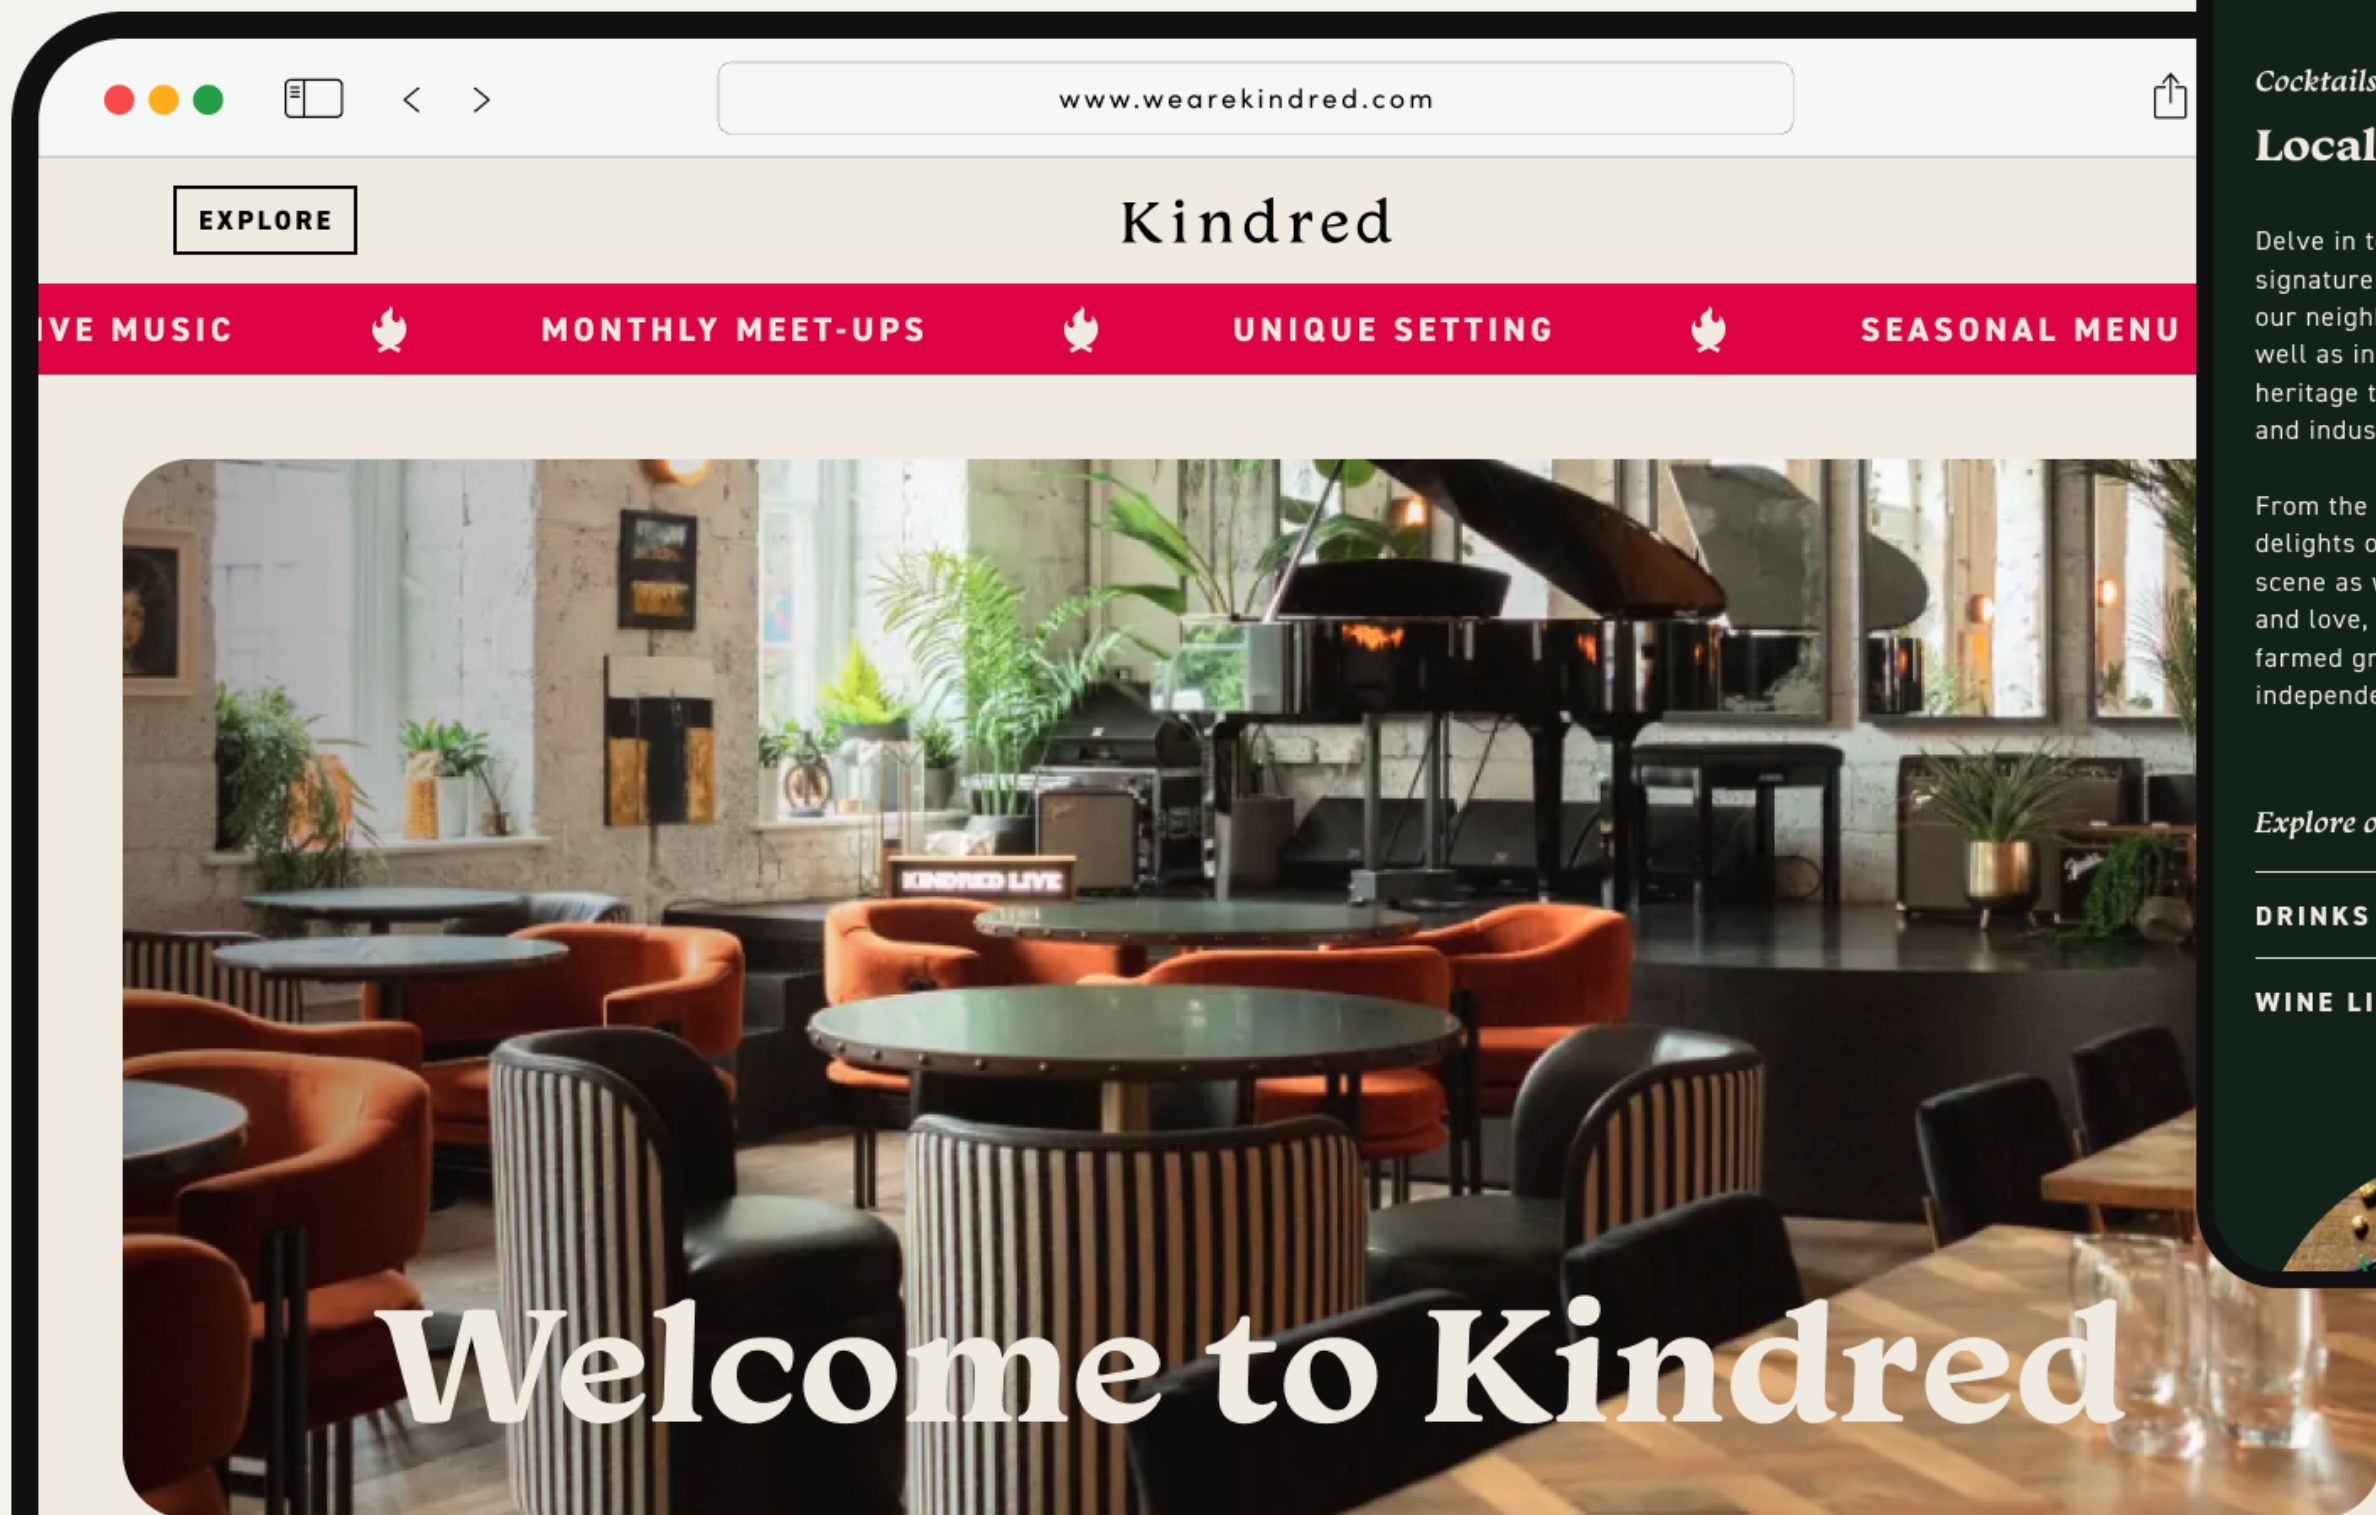 www.wearekindred.com
EXPLORE
Kindred
IVE MUSIC MONTHLY MEET-UPS UNIQUE SETTING SEASONAL MENU
KINDRED LIVE
Welcome to Kindred
Cocktails
Local
Delve in t
signature
our neigh
well as in
heritage t
and indus
From the
delights o
scene as w
and love,
farmed gr
independe
Explore o
DRINKS
WINE LI